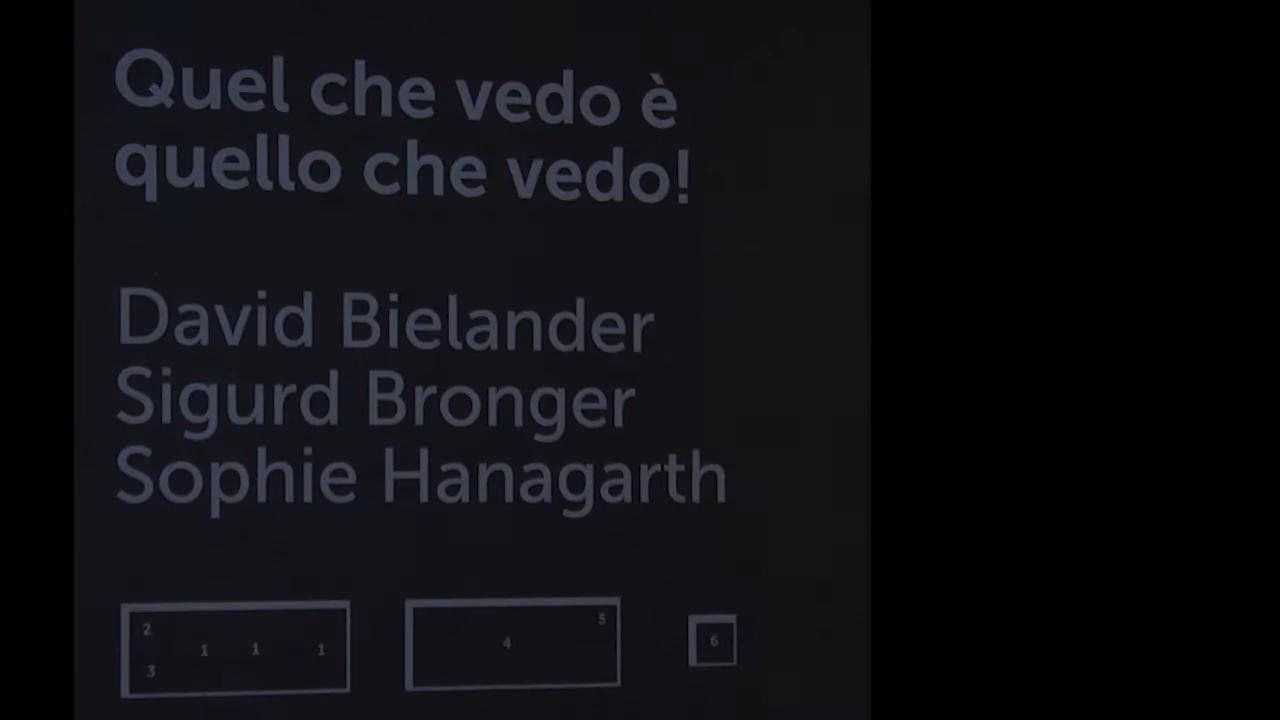 Quel che vedo è
quello che vedo!
David Bielander
Sigurd Bronger
Sophie Hanagarth
2
1 1 1
3
5
4
6